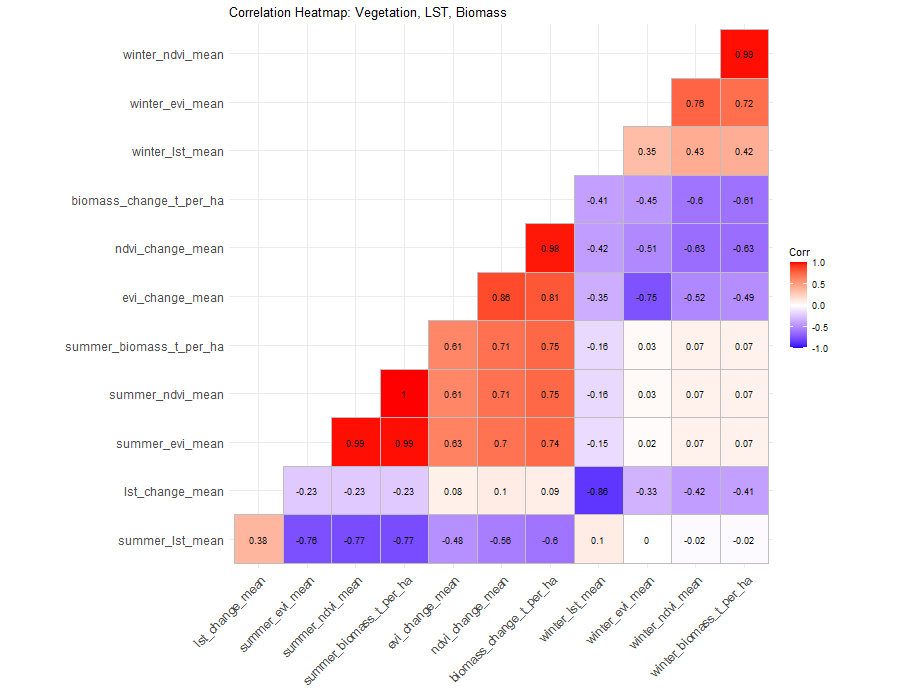 Correlation Heatmap: Vegetation, LST, Biomass
winter_ndvi_mean 0.99
winter_evi_mean 0.76 0.72
winter_lst_mean 0.35 0.43 0.42
biomass_change_t_per_ha -0.41 -0.45 -0.6 -0.61
ndvi_change_mean 0.98 -0.42 -0.51 -0.63 -0.63
evi_change_mean 0.86 0.81 -0.35 -0.75 -0.52 -0.49
summer_biomass_t_per_ha 0.61 0.71 0.75 -0.16 0.03 0.07 0.07
summer_ndvi_mean 1 0.61 0.71 0.75 -0.16 0.03 0.07 0.07
summer_evi_mean 0.99 0.99 0.63 0.7 0.74 -0.15 0.02 0.07 0.07
lst_change_mean -0.23 -0.23 -0.23 0.08 0.1 0.09 -0.86 -0.33 -0.42 -0.41
summer_lst_mean 0.38 -0.76 -0.77 -0.77 -0.48 -0.56 -0.6 0.1 0 -0.02 -0.02
lst_change_mean
summer_evi_mean
summer_ndvi_mean
summer_biomass_t_per_ha
evi_change_mean
ndvi_change_mean
biomass_change_t_per_ha
winter_lst_mean
winter_evi_mean
winter_ndvi_mean
winter_biomass_t_per_ha
Corr
1.0
0.5
0.0
-0.5
-1.0